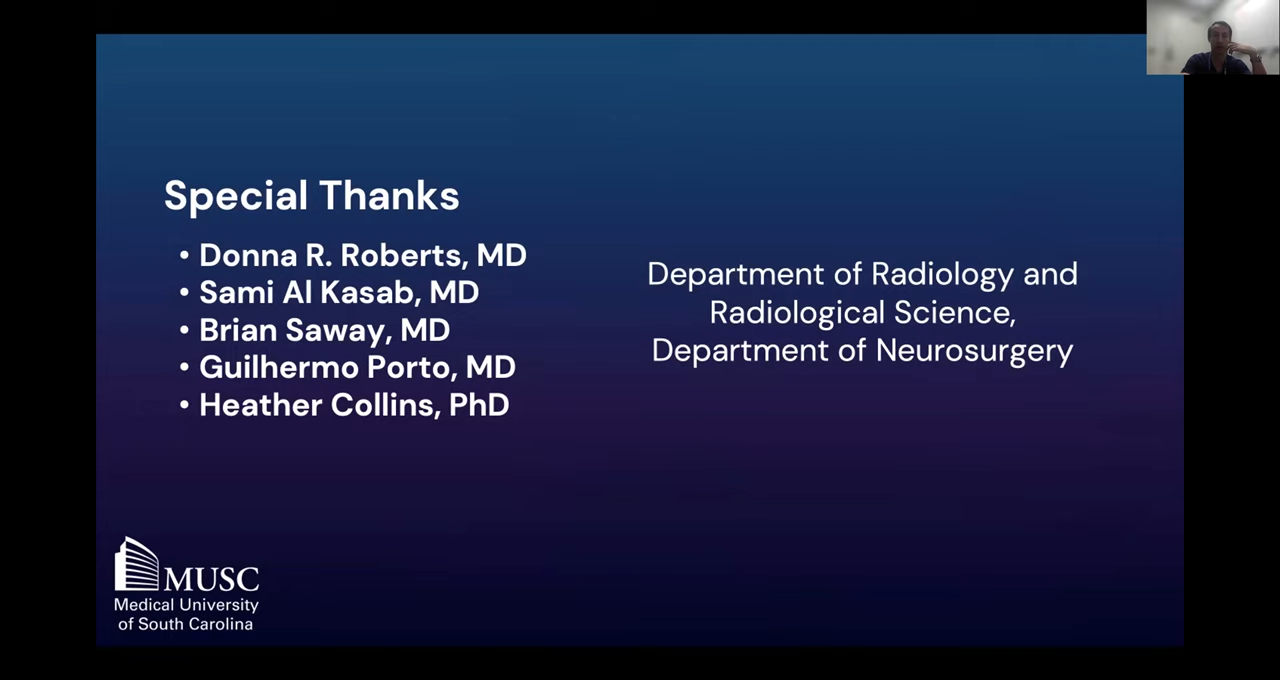 Special Thanks
• Donna R. Roberts, MD
• Sami Al Kasab, MD
• Brian Saway, MD
• Guilhermo Porto, MD
• Heather Collins, PhD
Department of Radiology and
Radiological Science,
Department of Neurosurgery
MUSC
Medical University
of South Carolina